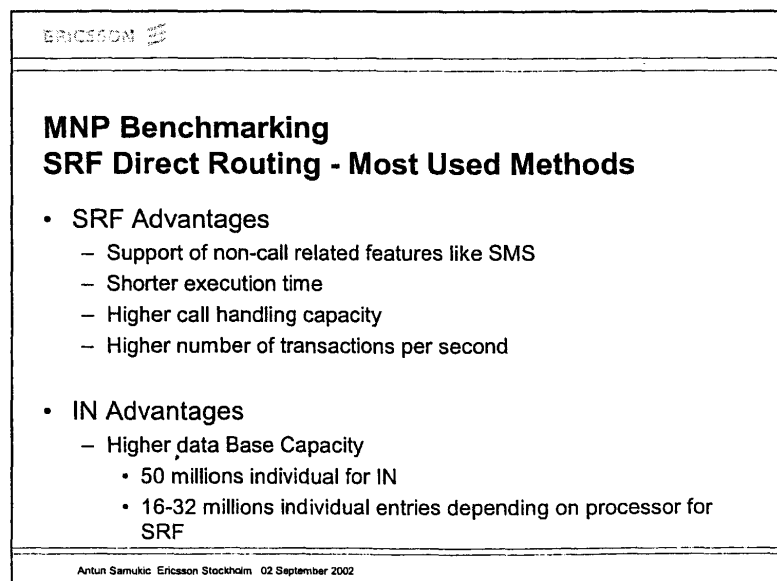 ERICSSON
MNP Benchmarking
SRF Direct Routing - Most Used Methods
• SRF Advantages
– Support of non-call related features like SMS
– Shorter execution time
– Higher call handling capacity
– Higher number of transactions per second
• IN Advantages
– Higher data Base Capacity
• 50 millions individual for IN
• 16-32 millions individual entries depending on processor for
SRF
Antun Samukic Ericsson Stockholm 02 September 2002